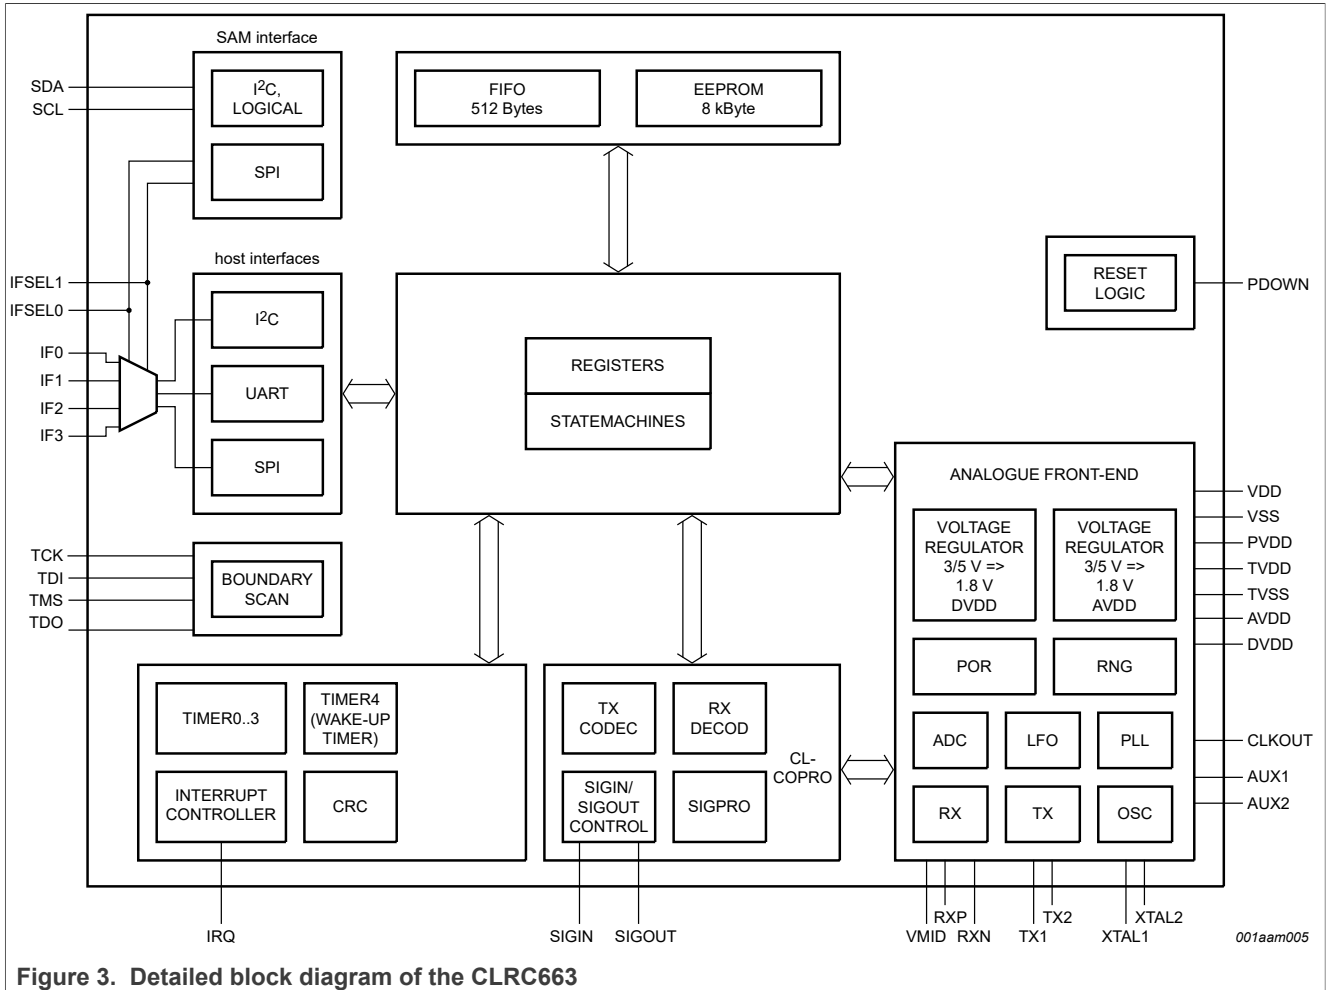 SAM interface
SDA
SCL
I²C,
LOGICAL
SPI
FIFO
512 Bytes
EEPROM
8 kByte
host interfaces
IFSEL1
IFSEL0
IF0
IF1
IF2
IF3
I²C
UART
SPI
REGISTERS
STATEMACHINES
RESET
LOGIC
PDOWN
TCK
TDI
TMS
TDO
BOUNDARY
SCAN
ANALOGUE FRONT-END
VOLTAGE
REGULATOR
3/5 V =>
1.8 V
DVDD
VOLTAGE
REGULATOR
3/5 V =>
1.8 V
AVDD
POR
RNG
ADC
LFO
PLL
RX
TX
OSC
VDD
VSS
PVDD
TVDD
TVSS
AVDD
DVDD
CLKOUT
AUX1
AUX2
TIMER0..3
TIMER4
(WAKE-UP
TIMER)
INTERRUPT
CONTROLLER
CRC
TX
CODEC
RX
DECOD
SIGIN/
SIGOUT
CONTROL
SIGPRO
CL-
COPRO
IRQ
SIGIN
SIGOUT
VMID
RXP
RXN
TX1
TX2
XTAL1
XTAL2
001aam005
Figure 3. Detailed block diagram of the CLRC663